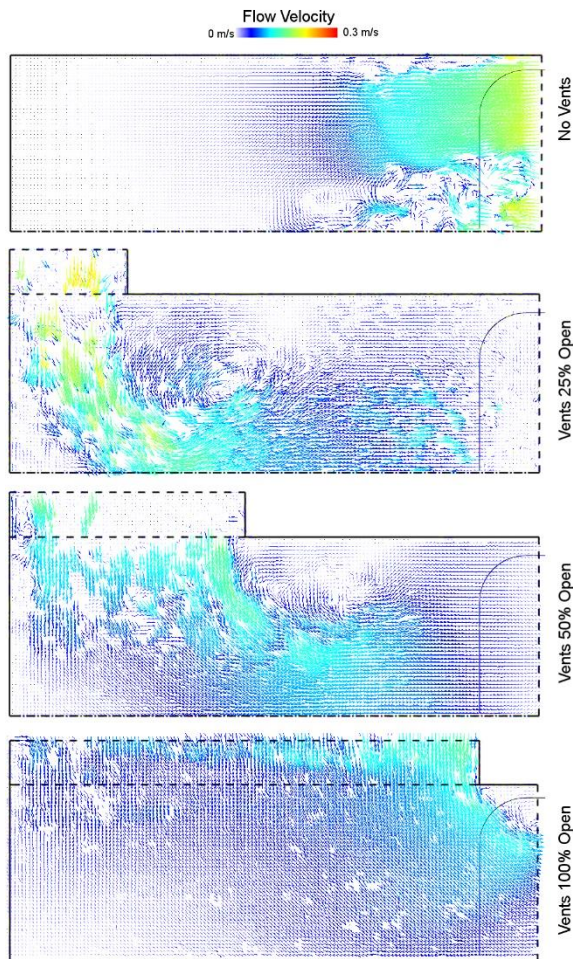 Flow Velocity
0 m/s 0.3 m/s
No Vents
Vents 25% Open
Vents 50% Open
Vents 100% Open